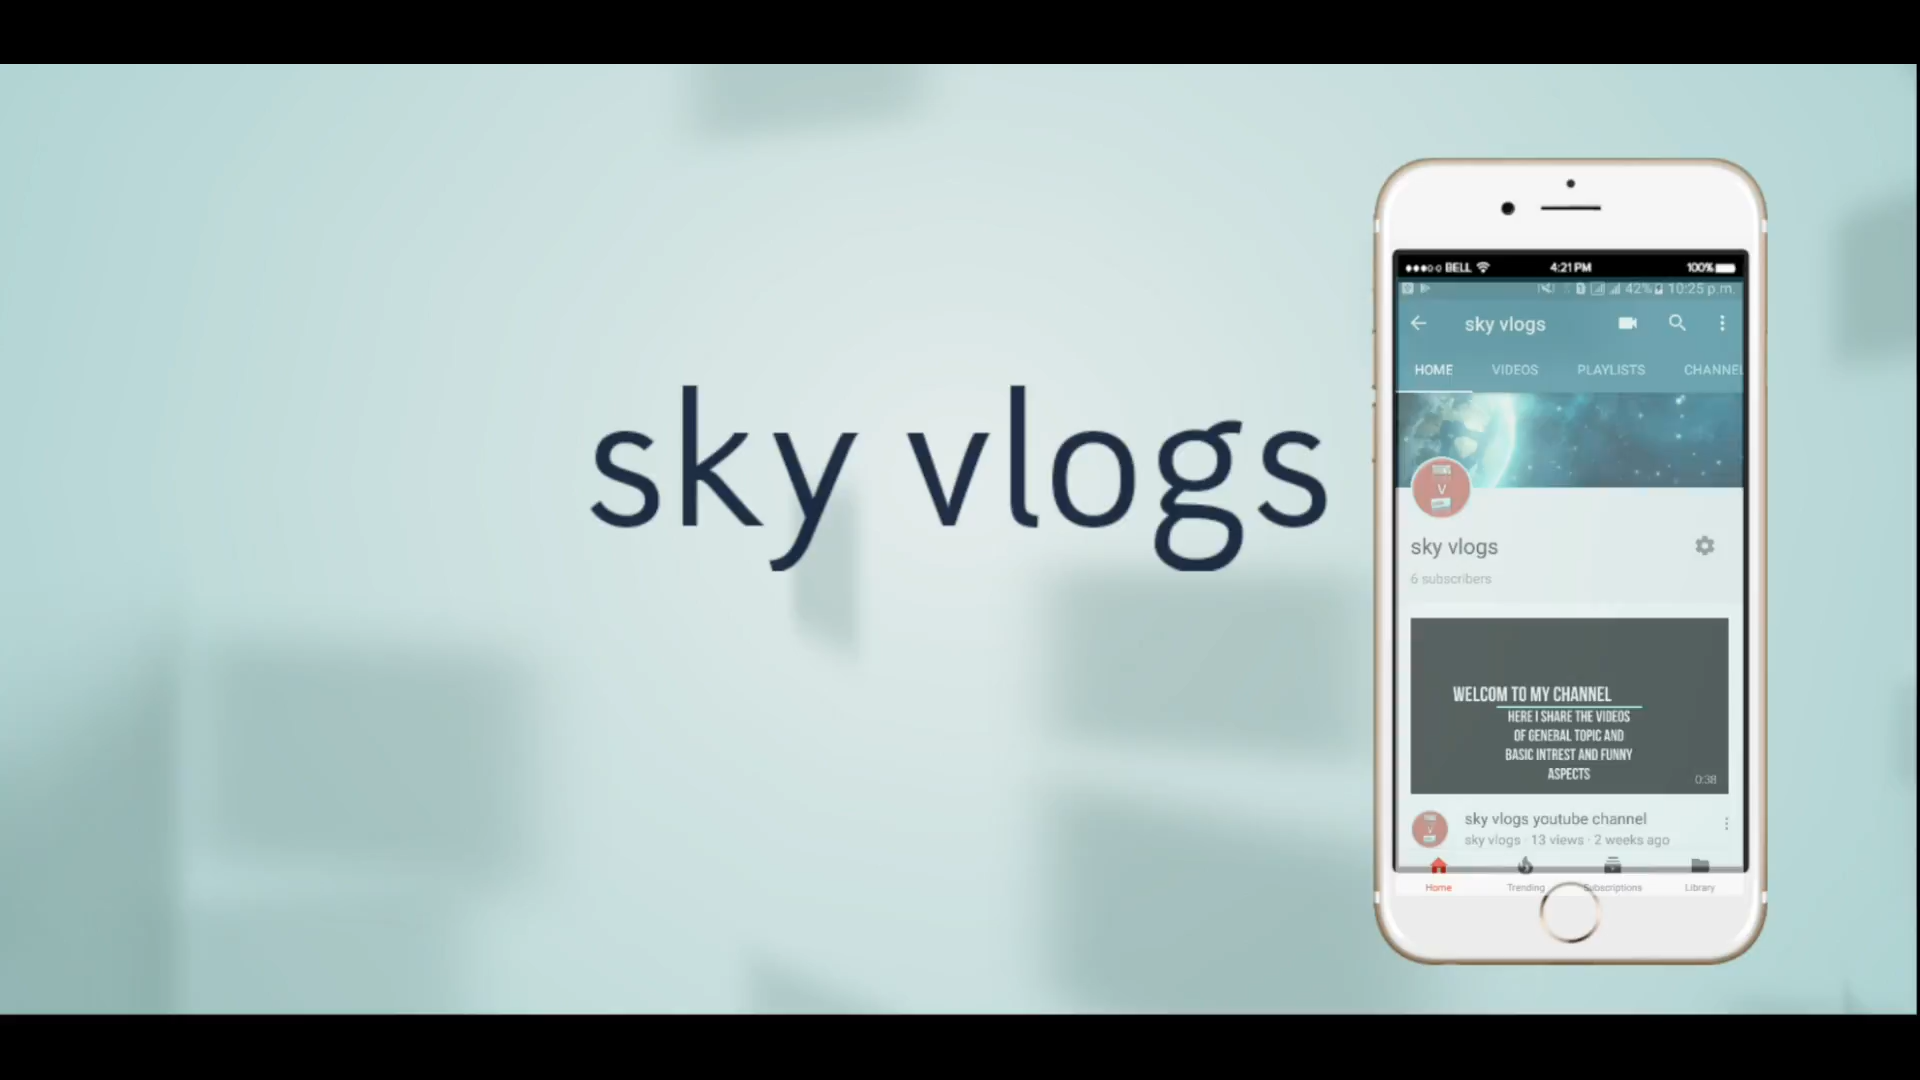 sky vlogs
BELL 4:21 PM 100%
42% 10:25 p.m.
sky vlogs
HOME VIDEOS PLAYLISTS CHANNEL
sky vlogs
6 subscribers
WELCOM TO MY CHANNEL
HERE I SHARE THE VIDEOS
OF GENERAL TOPIC AND
BASIC INTREST AND FUNNY
ASPECTS
0:38
sky vlogs youtube channel
sky vlogs · 13 views · 2 weeks ago
Home Trending Subscriptions Library